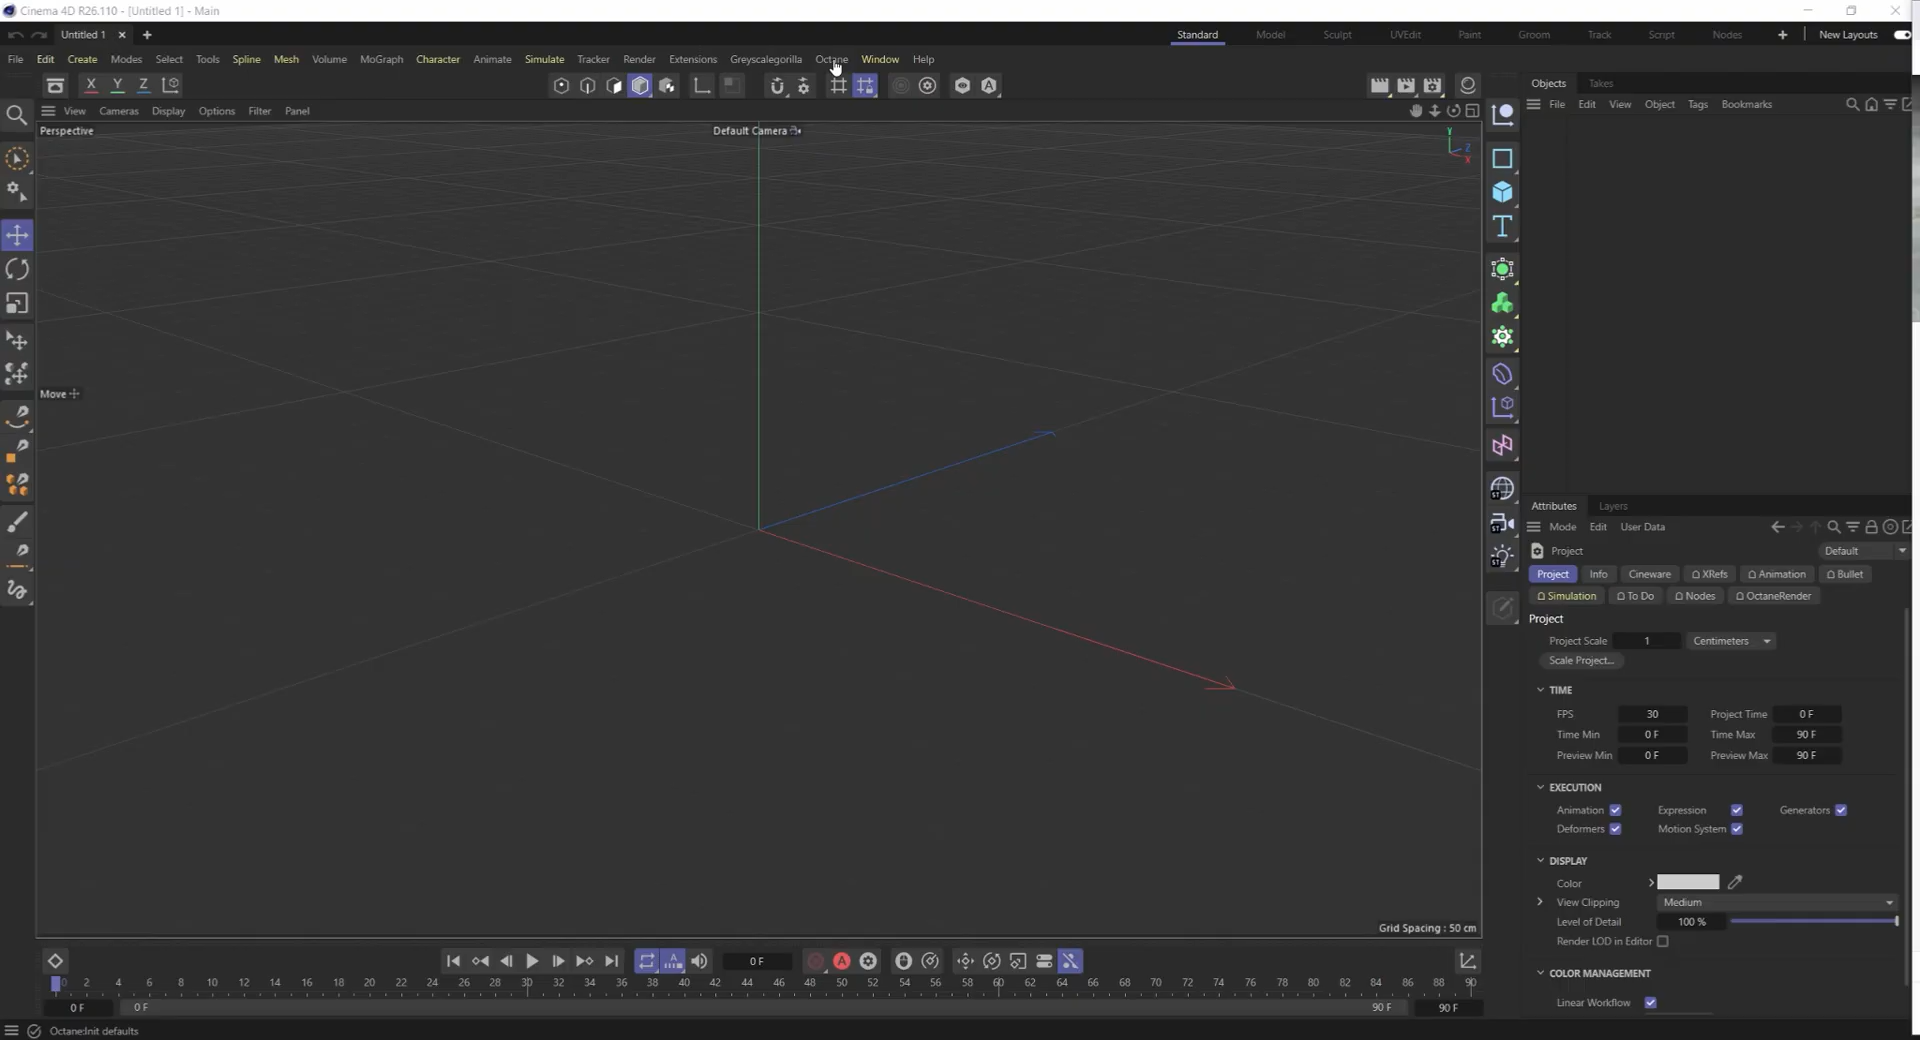 Cinema 4D R26.110 - [Untitled 1] - Main
Untitled 1
Standard Model Sculpt UVEdit Paint Groom Track Script Nodes New Layouts
File Edit Create Modes Select Tools Spline Mesh Volume MoGraph Character Animate Simulate Tracker Render Extensions Greyscalegorilla Octane Window Help
X Y Z
Objects Takes
File Edit View Object Tags Bookmarks
View Cameras Display Options Filter Panel
Perspective
Default Camera
Y
Z
X
Move
ST
ST
ST
Attributes Layers
Mode Edit User Data
Project Default
Project Info Cineware XRefs Animation Bullet
Simulation To Do Nodes OctaneRender
Project
Project Scale 1 Centimeters
Scale Project...
TIME
FPS 30 Project Time 0 F
Time Min 0 F Time Max 90 F
Preview Min 0 F Preview Max 90 F
EXECUTION
Animation Expression Generators
Deformers Motion System
DISPLAY
Color
View Clipping Medium
Level of Detail 100 %
Render LOD in Editor
COLOR MANAGEMENT
Linear Workflow
Grid Spacing : 50 cm
0 F
0 2 4 6 8 10 12 14 16 18 20 22 24 26 28 30 32 34 36 38 40 42 44 46 48 50 52 54 56 58 60 62 64 66 68 70 72 74 76 78 80 82 84 86 88 90
0 F 0 F 90 F 90 F
Octane:Init defaults